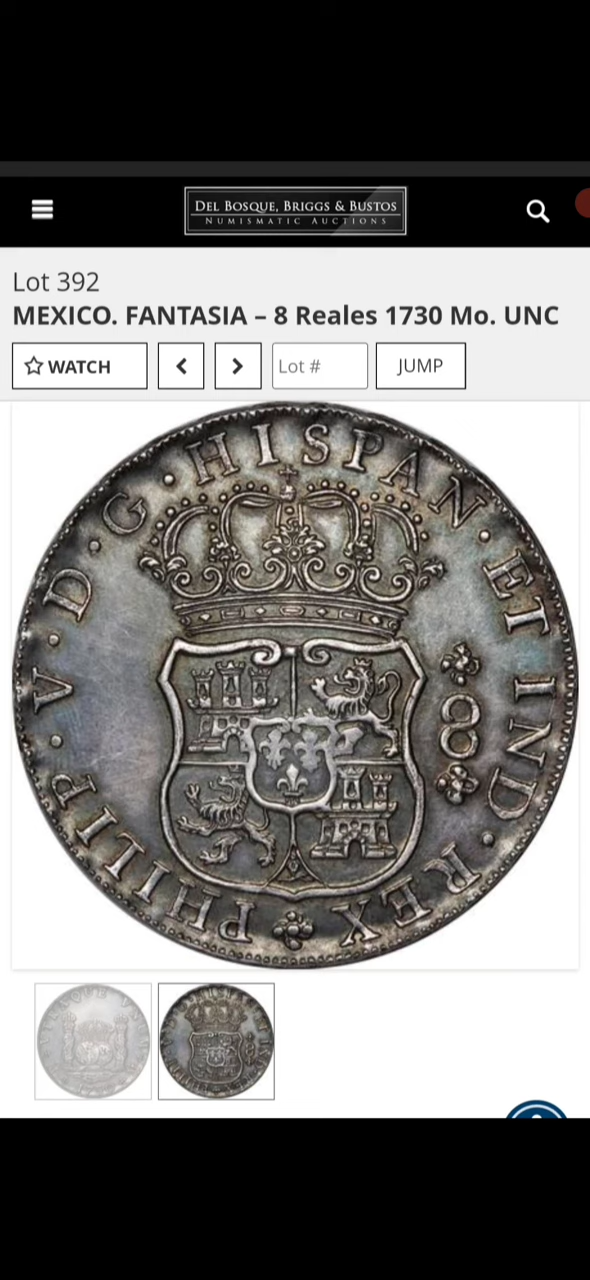 DEL BOSQUE, BRIGGS & BUSTOS
NUMISMATIC AUCTIONS
Lot 392
MEXICO. FANTASIA – 8 Reales 1730 Mo. UNC
WATCH
Lot #
JUMP
PHILIP · V · D · G · HISPAN · ET IND · REX
8